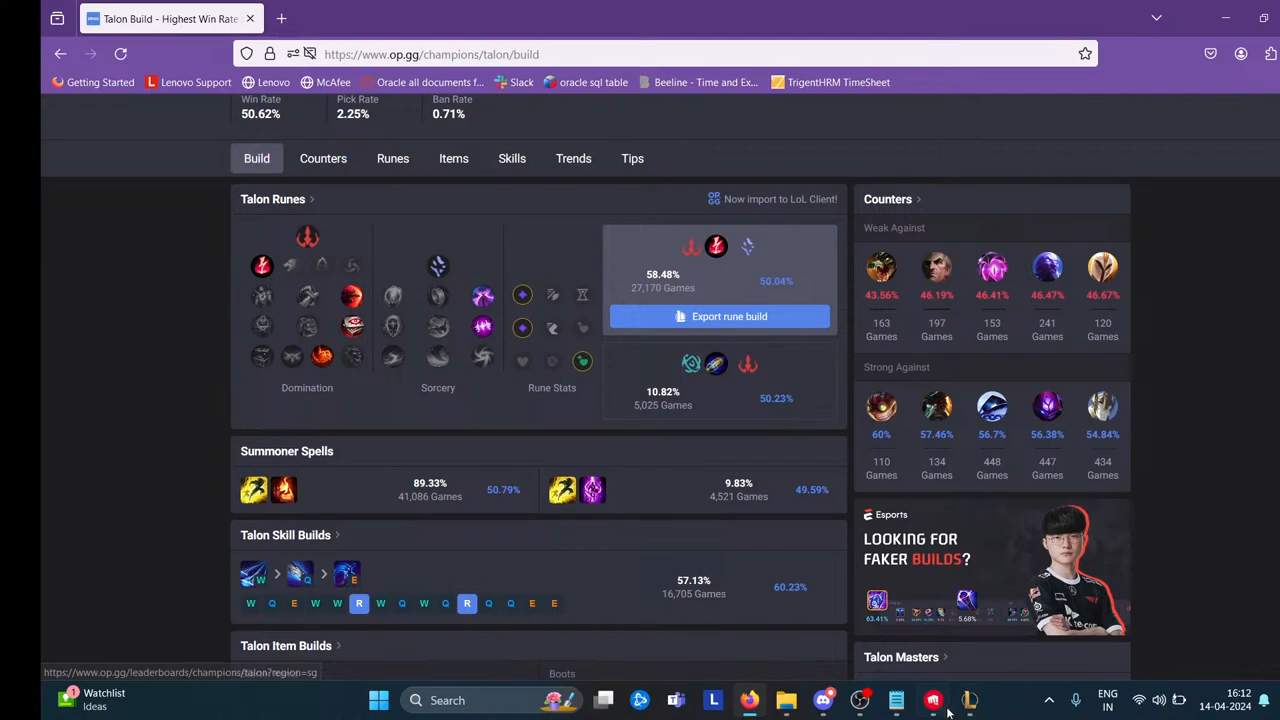 Talon Build - Highest Win Rate
https://www.op.gg/champions/talon/build
Getting Started
Lenovo Support
Lenovo
McAfee
Oracle all documents f...
Slack
oracle sql table
Beeline - Time and Ex...
TrigentHRM TimeSheet
Win Rate
Pick Rate
Ban Rate
50.62%
2.25%
0.71%
Build
Counters
Runes
Items
Skills
Trends
Tips
Talon Runes
Now import to LoL Client!
58.48%
27,170 Games
50.04%
Export rune build
10.82%
5,025 Games
50.23%
Domination
Sorcery
Rune Stats
Counters
Weak Against
43.56%
46.19%
46.41%
46.47%
46.67%
163
197
153
241
120
Games
Games
Games
Games
Games
Strong Against
60%
57.46%
56.7%
56.38%
54.84%
110
134
448
447
434
Games
Games
Games
Games
Games
Summoner Spells
89.33%
41,086 Games
50.79%
9.83%
4,521 Games
49.59%
Esports
LOOKING FOR
FAKER BUILDS?
63.41%
5.68%
Talon Skill Builds
W
Q
E
57.13%
16,705 Games
60.23%
W Q E W W R W Q W Q R Q Q E E
Talon Item Builds
Boots
Talon Masters
https://www.op.gg/leaderboards/champions/talon?region=sg
1
Watchlist
Ideas
Search
L
ENG
IN
16:12
14-04-2024